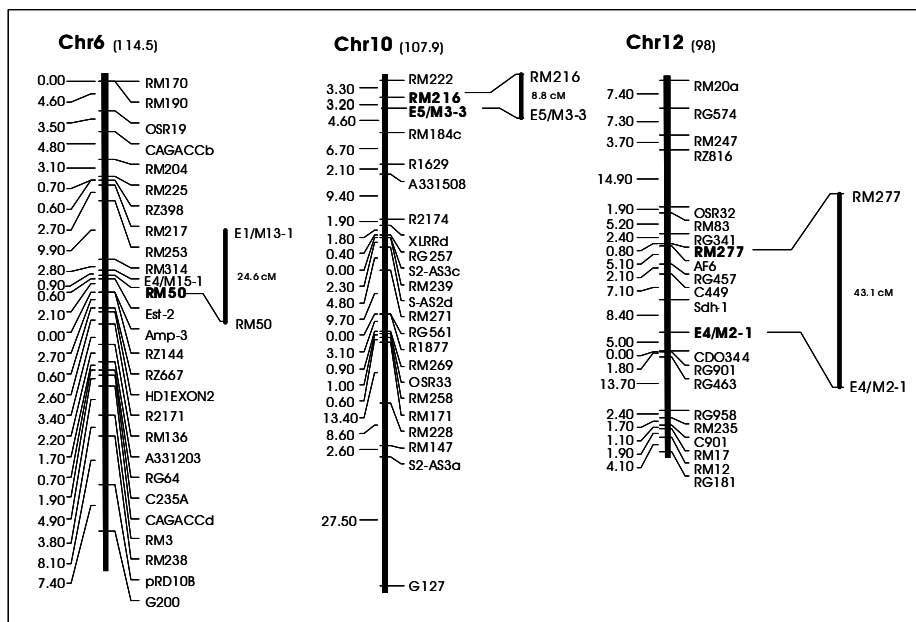 Chr6 (114.5)
0.00
4.60
3.50
4.80
3.10
0.70
0.60
2.70
9.90
2.80
0.90
0.60
2.10
0.00
2.70
0.60
2.60
3.40
2.20
1.70
0.70
1.90
4.90
3.80
8.10
7.40
RM170
RM190
OSR19
CAGACCb
RM204
RM225
RZ398
RM217
RM253
RM314
E4/M15-1
RM50
Est-2
Amp-3
RZ144
RZ667
HD1EXON2
R2171
RM136
A331203
RG64
C235A
CAGACCd
RM3
RM238
pRD10B
G200
E1/M13-1
24.6 cM
RM50
Chr10 (107.9)
3.30
3.20
4.60
6.70
2.10
9.40
1.90
1.80
0.40
0.00
2.30
4.80
9.70
0.00
3.10
0.90
1.00
0.60
13.40
8.60
2.60
27.50
RM222
RM216
E5/M3-3
RM184c
R1629
A331508
R2174
XLRRd
RG257
S2-AS3c
RM239
S-AS2d
RM271
RG561
R1877
RM269
OSR33
RM258
RM171
RM228
RM147
S2-AS3a
G127
RM216
8.8 cM
E5/M3-3
Chr12 (98)
7.40
7.30
3.70
14.90
1.90
5.20
2.40
0.80
5.10
2.10
7.10
8.40
5.00
0.00
1.80
13.70
2.40
1.70
1.10
1.90
4.10
RM20a
RG574
RM247
RZ816
OSR32
RM83
RG341
RM277
AF6
RG457
C449
Sdh-1
E4/M2-1
CDO344
RG901
RG463
RG958
RM235
C901
RM17
RM12
RG181
RM277
43.1 cM
E4/M2-1